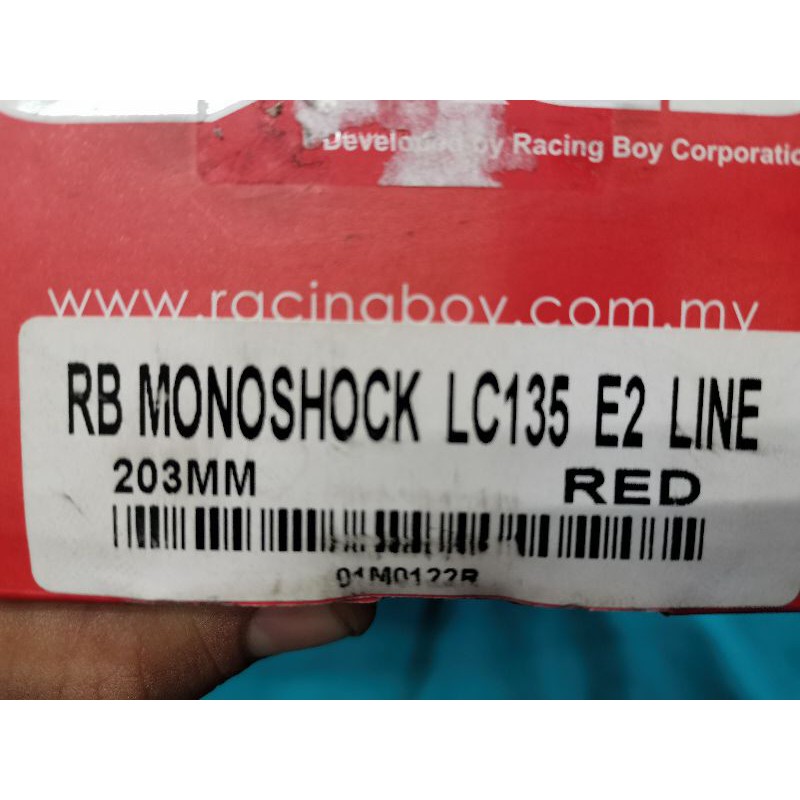 Developed by Racing Boy Corporatio
www.racingboy.com.my
RB MONOSHOCK LC135 E2 LINE
203MM RED
01M0122R